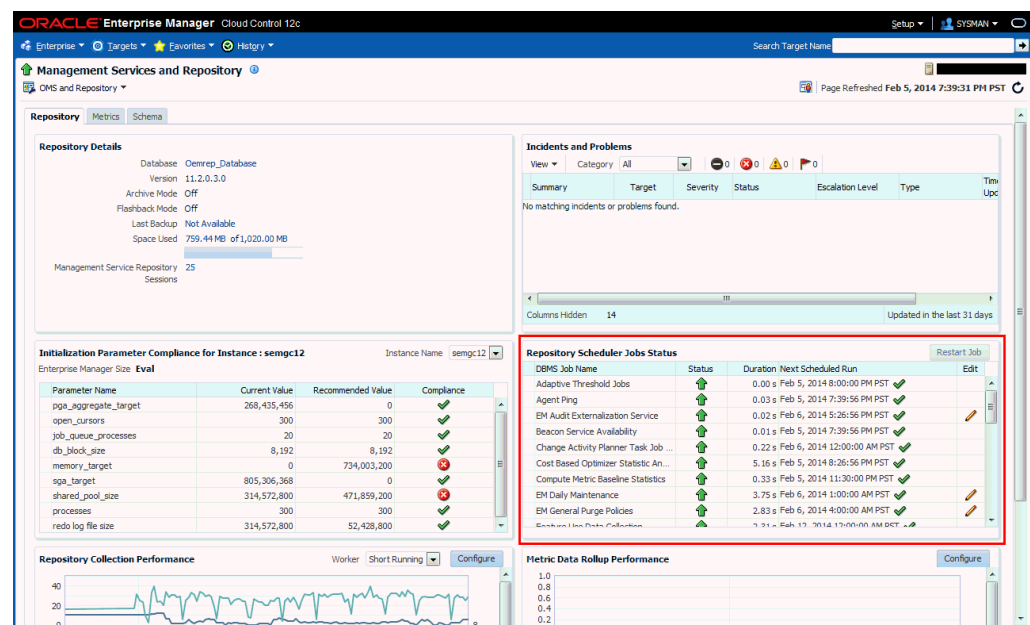 ORACLE Enterprise Manager Cloud Control 12c
Setup SYSMAN
Enterprise Targets Favorites History Search Target Name
Management Services and Repository
OMS and Repository Page Refreshed Feb 5, 2014 7:39:31 PM PST
Repository Metrics Schema
Repository Details
Database Oemrep_Database
Version 11.2.0.3.0
Archive Mode Off
Flashback Mode Off
Last Backup Not Available
Space Used 759.44 MB of 1,020.00 MB
Management Service Repository 25
Sessions
Incidents and Problems
View Category All 0 0 0 0
Summary Target Severity Status Escalation Level Type
No matching incidents or problems found.
Columns Hidden 14 Updated in the last 31 days
Initialization Parameter Compliance for Instance : semgc12 Instance Name semgc12
Enterprise Manager Size Eval
Parameter Name Current Value Recommended Value Compliance
pga_aggregate_target 268,435,456 0
open_cursors 300 300
job_queue_processes 20 20
db_block_size 8,192 8,192
memory_target 0 734,003,200
sga_target 805,306,368 0
shared_pool_size 314,572,800 471,859,200
processes 300 300
redo log file size 314,572,800 52,428,800
Repository Scheduler Jobs Status Restart Job
DBMS Job Name Status Duration Next Scheduled Run Edit
Adaptive Threshold Jobs 0.00 s Feb 5, 2014 8:00:00 PM PST
Agent Ping 0.03 s Feb 5, 2014 7:39:56 PM PST
EM Audit Externalization Service 0.02 s Feb 6, 2014 5:26:56 PM PST
Beacon Service Availability 0.01 s Feb 5, 2014 7:39:56 PM PST
Change Activity Planner Task Job ... 0.22 s Feb 6, 2014 12:00:00 AM PST
Cost Based Optimizer Statistic An... 5.16 s Feb 5, 2014 8:26:56 PM PST
Compute Metric Baseline Statistics 0.33 s Feb 5, 2014 11:30:00 PM PST
EM Daily Maintenance 3.75 s Feb 6, 2014 1:00:00 AM PST
EM General Purge Policies 2.83 s Feb 6, 2014 4:00:00 AM PST
Feature Use Data Collection 2.31 s Feb 12, 2014 12:00:00 AM PST
Repository Collection Performance Worker Short Running Configure
40
20
0 8
Metric Data Rollup Performance Configure
1.0
0.8
0.6
0.4
0.2